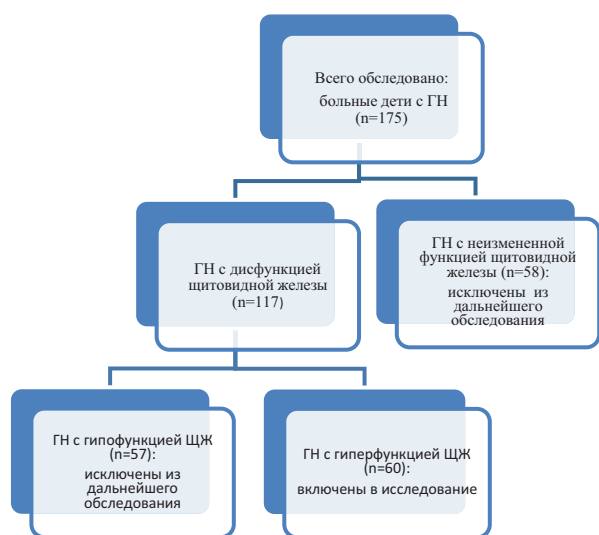 Всего обследовано:
больные дети с ГН
(n=175)
ГН с дисфункцией
щитовидной железы
(n=117)
ГН с неизмененной
функцией щитовидной
железы (n=58):
исключены из
дальнейшего
обследования
ГН с гипофункцией ЩЖ
(n=57):
исключены из
дальнейшего
обследования
ГН с гиперфункцией ЩЖ
(n=60):
включены в исследование